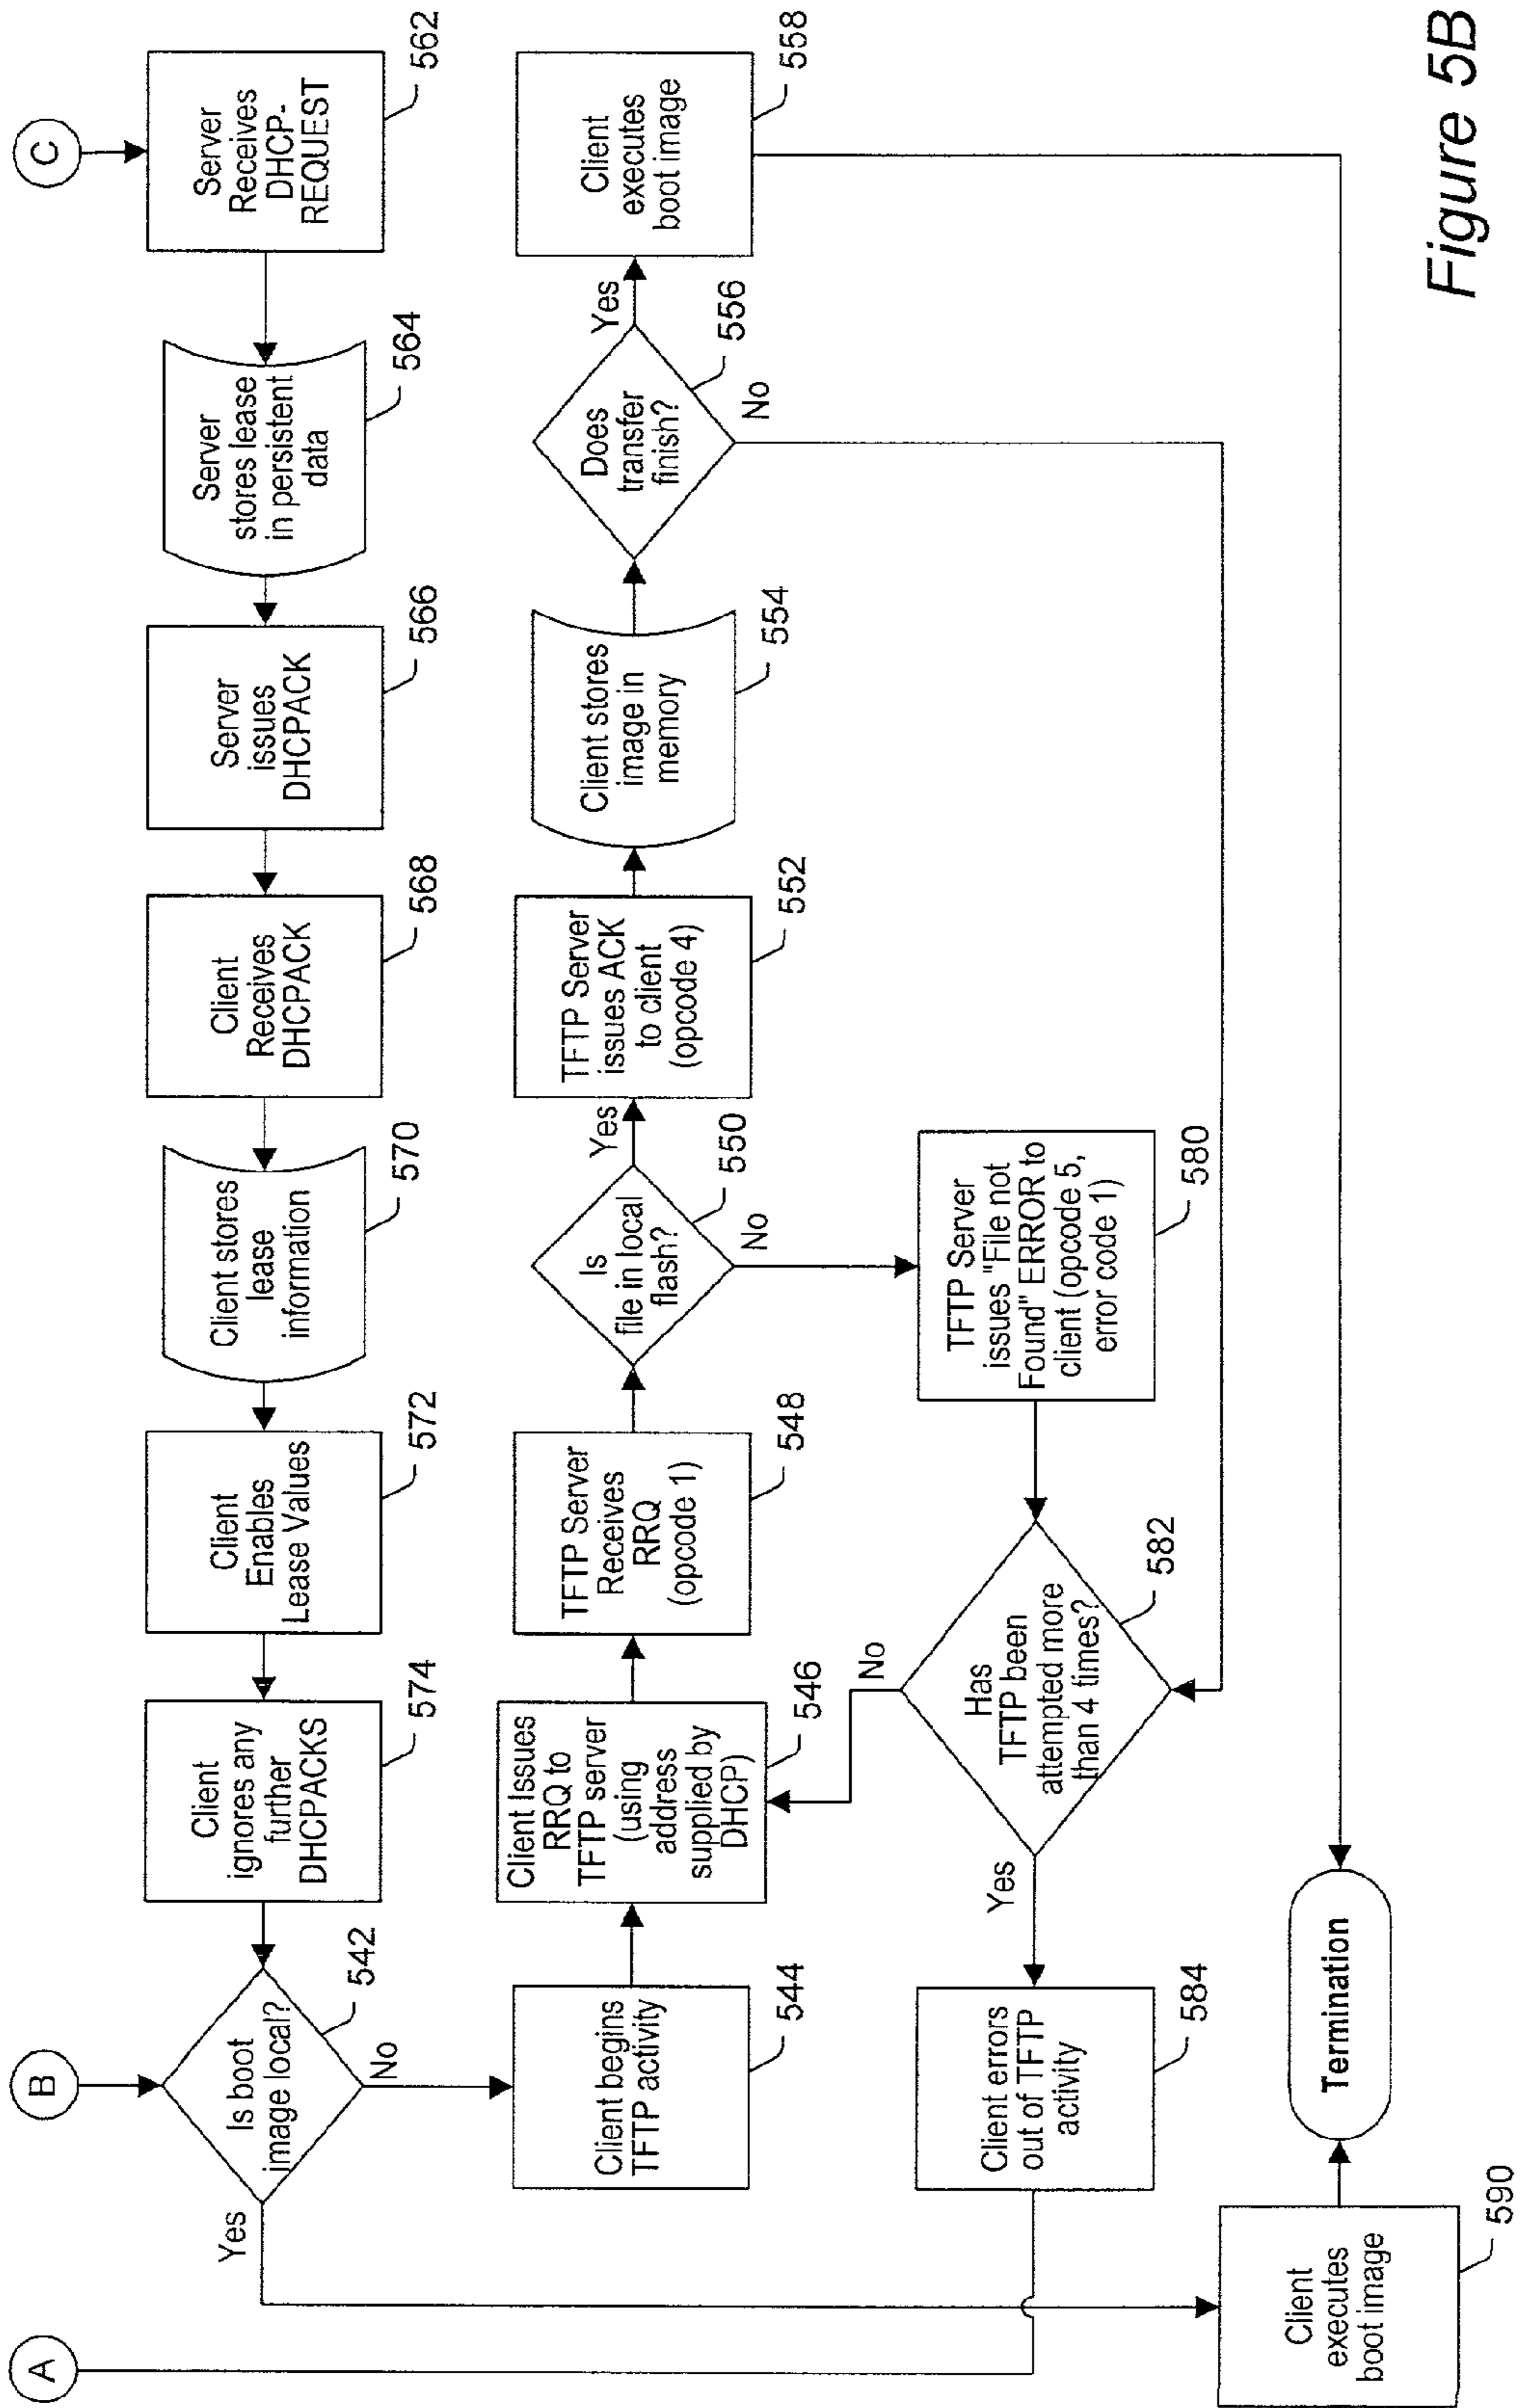 A
B
C
Server
Receives
DHCP-
REQUEST
562
Server
stores lease
in persistent
data
564
Server
issues
DHCPACK
566
Client
Receives
DHCPACK
568
Client stores
lease
information
570
Client
Enables
Lease Values
572
Client
ignores any
further
DHCPACKS
574
Is boot
image local?
542
Yes
No
Client begins
TFTP activity
544
Client Issues
RRQ to
TFTP server
(using
address
supplied by
DHCP)
546
TFTP Server
Receives
RRQ
(opcode 1)
548
Is
file in local
flash?
550
Yes
No
TFTP Server
issues ACK
to client
(opcode 4)
552
Client stores
image in
memory
554
Does
transfer
finish?
556
Yes
No
Client
executes
boot image
558
TFTP Server
issues "File not
Found" ERROR to
client (opcode 5,
error code 1)
580
Has
TFTP been
attempted more
than 4 times?
582
No
Yes
Client errors
out of TFTP
activity
584
Client
executes
boot image
590
Termination
Figure 5B